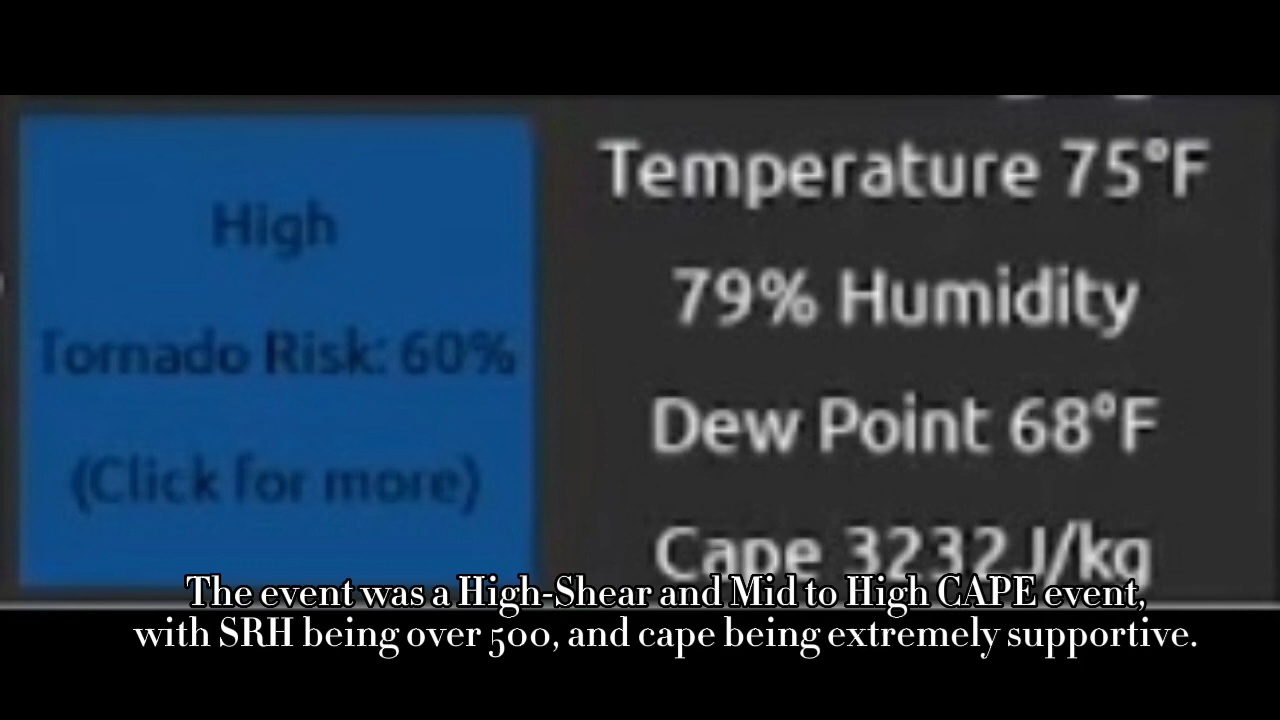 High
Tornado Risk: 60%
(Click for more)
Temperature 75°F
79% Humidity
Dew Point 68°F
Cape 3232 J/kg
The event was a High-Shear and Mid to High CAPE event,
with SRH being over 500, and cape being extremely supportive.